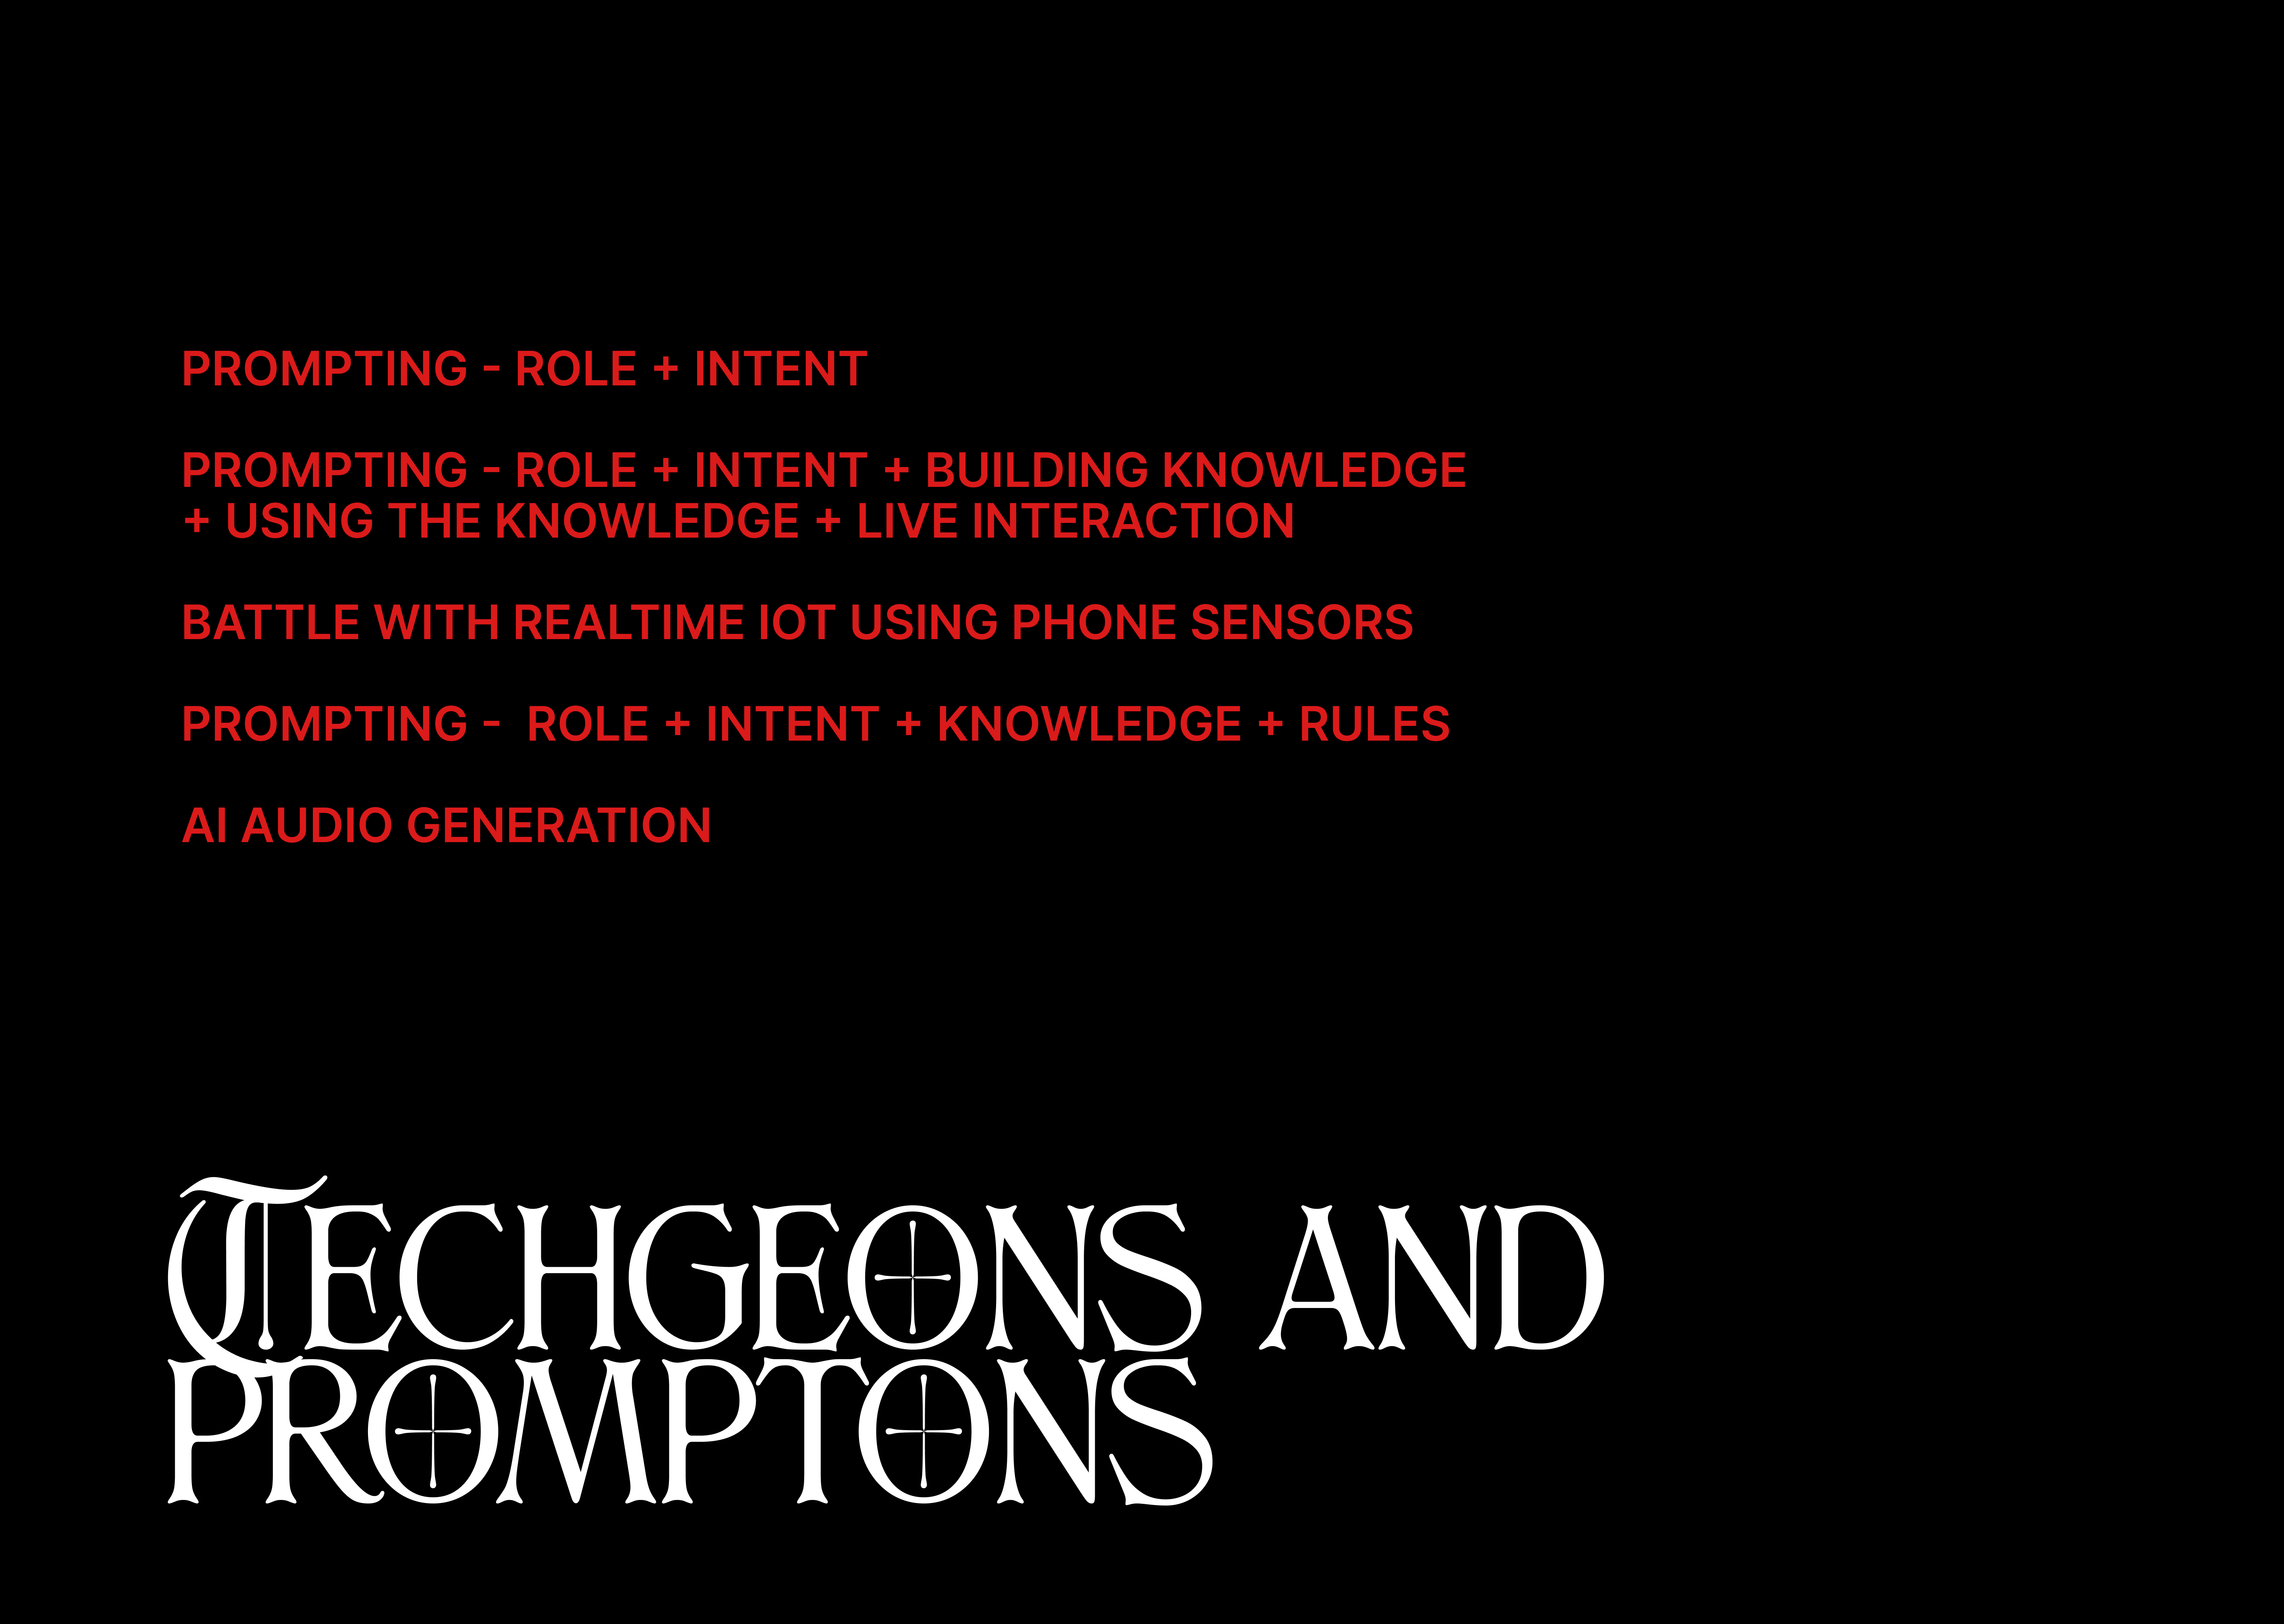 PROMPTING - ROLE + INTENT
PROMPTING - ROLE + INTENT + BUILDING KNOWLEDGE
+ USING THE KNOWLEDGE + LIVE INTERACTION
BATTLE WITH REALTIME IOT USING PHONE SENSORS
PROMPTING -  ROLE + INTENT + KNOWLEDGE + RULES
AI AUDIO GENERATION
TECHGEONS AND
PROMPTONS